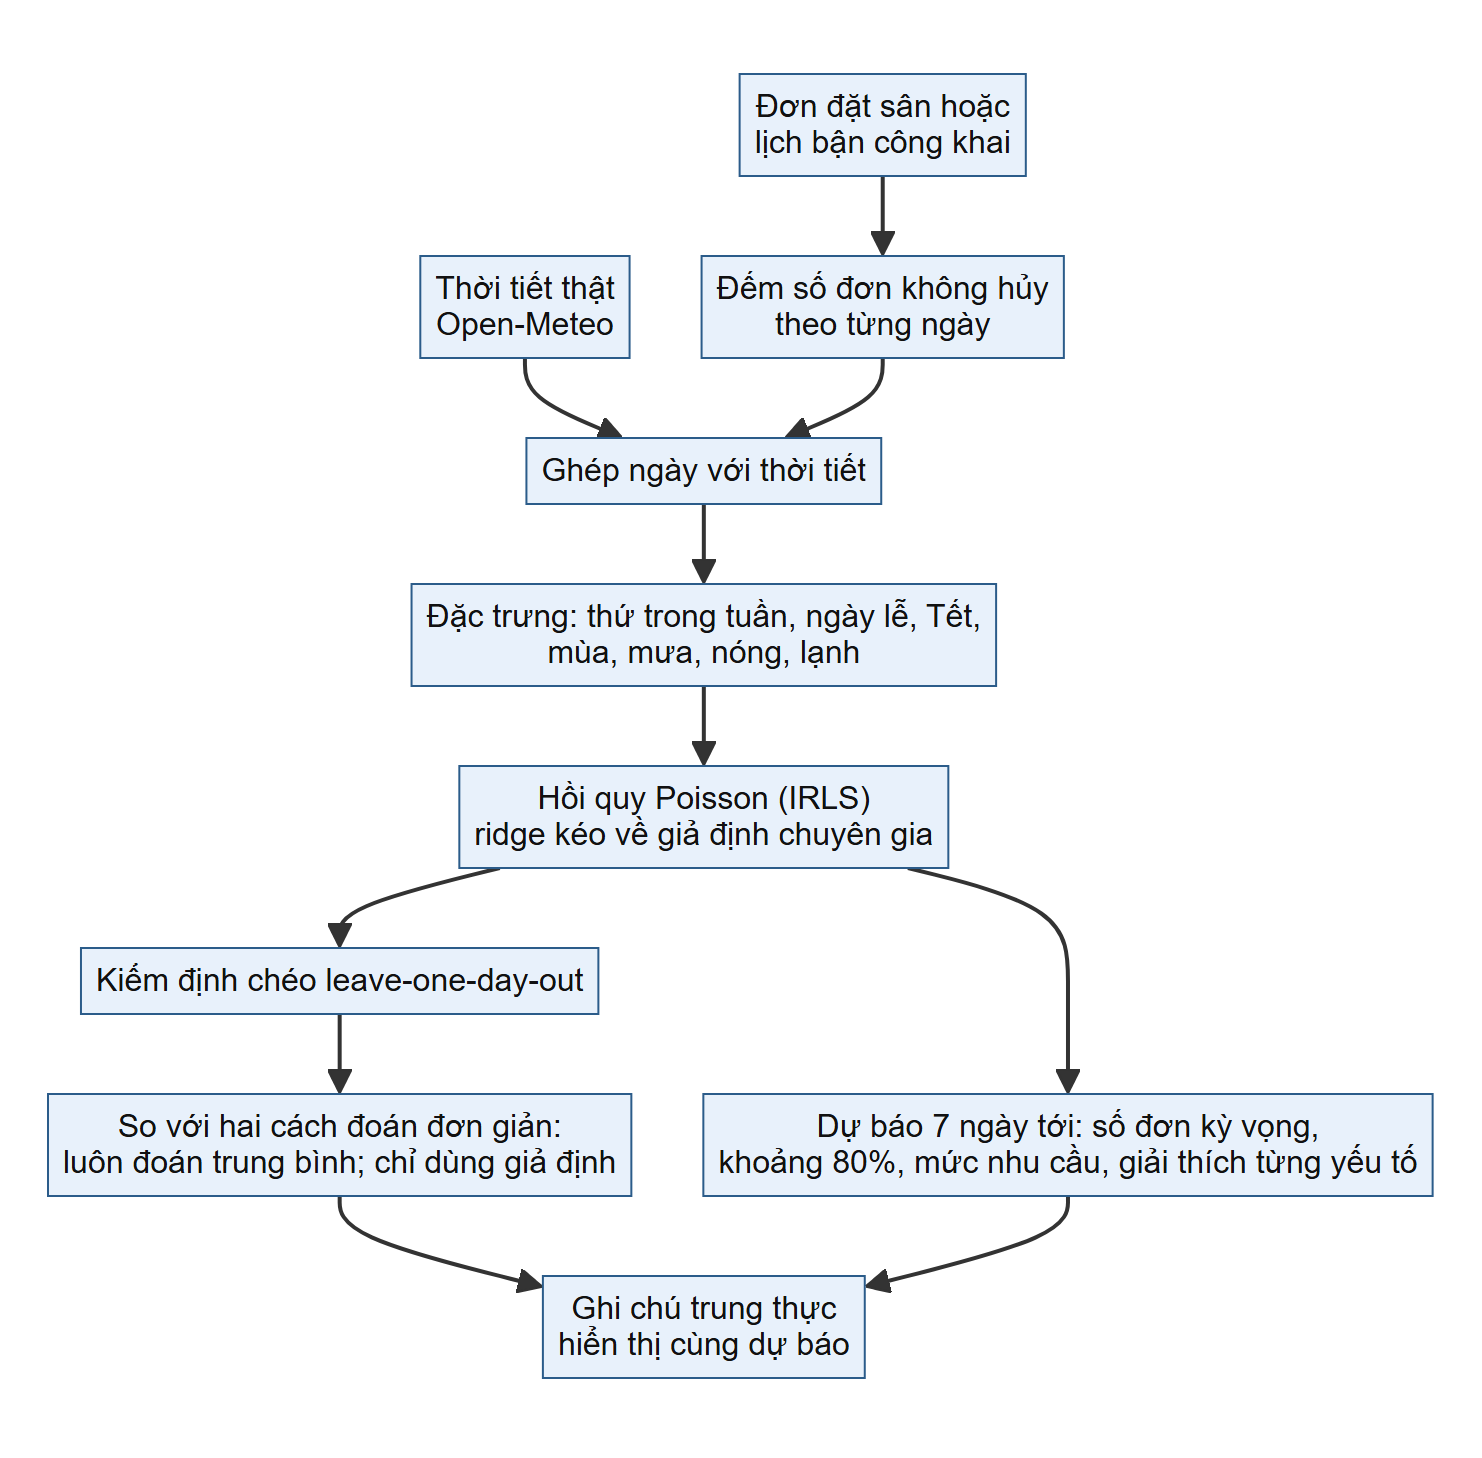 Đơn đặt sân hoặc
lịch bận công khai
Thời tiết thật
Open-Meteo
Đếm số đơn không hủy
theo từng ngày
Ghép ngày với thời tiết
Đặc trưng: thứ trong tuần, ngày lễ, Tết,
mùa, mưa, nóng, lạnh
Hồi quy Poisson (IRLS)
ridge kéo về giả định chuyên gia
Kiểm định chéo leave-one-day-out
So với hai cách đoán đơn giản:
luôn đoán trung bình; chỉ dùng giả định
Dự báo 7 ngày tới: số đơn kỳ vọng,
khoảng 80%, mức nhu cầu, giải thích từng yếu tố
Ghi chú trung thực
hiển thị cùng dự báo